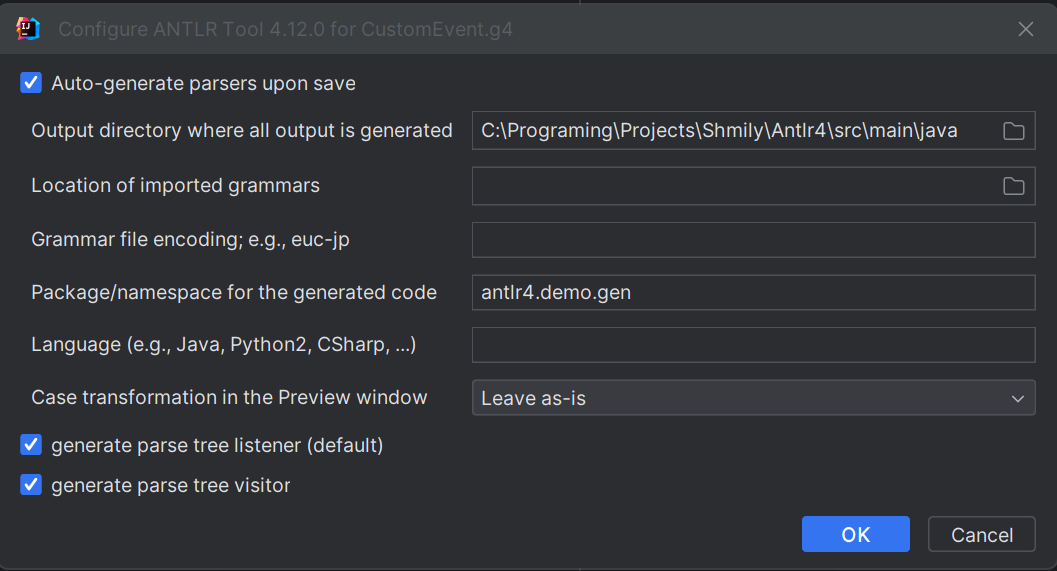 IJ
Configure ANTLR Tool 4.12.0 for CustomEvent.g4
Auto-generate parsers upon save
Output directory where all output is generated C:\Programing\Projects\Shmily\Antlr4\src\main\java
Location of imported grammars
Grammar file encoding; e.g., euc-jp
Package/namespace for the generated code antlr4.demo.gen
Language (e.g., Java, Python2, CSharp, ...)
Case transformation in the Preview window Leave as-is
generate parse tree listener (default)
generate parse tree visitor
OK Cancel